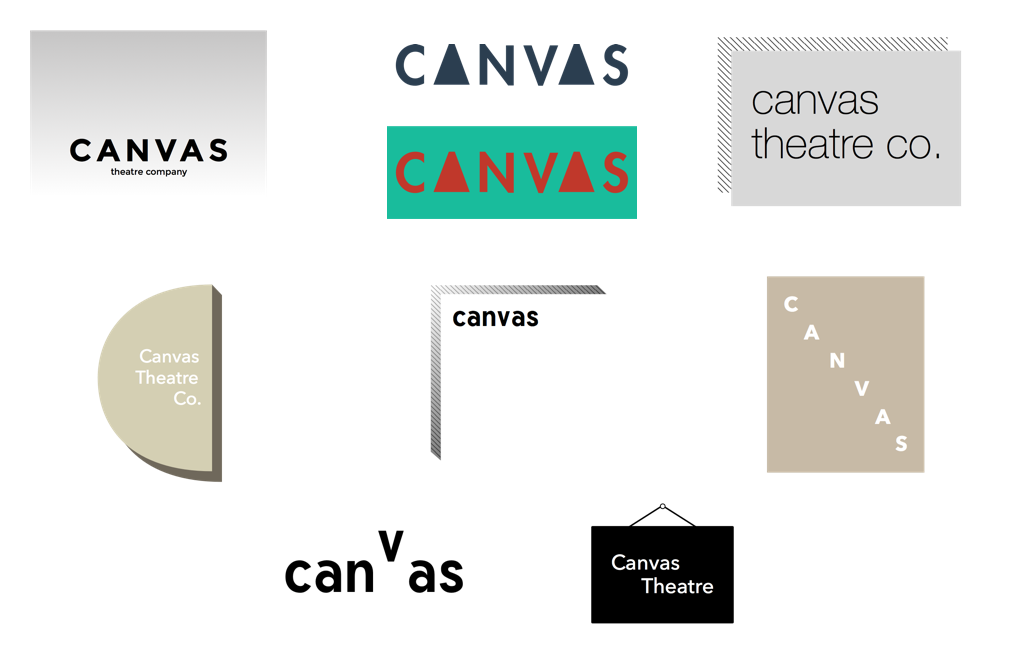 CANVAS
theatre company
CANVAS
CANVAS
canvas
theatre co.
Canvas
Theatre
Co.
canvas
C
A
N
V
A
S
canvas
Canvas
Theatre